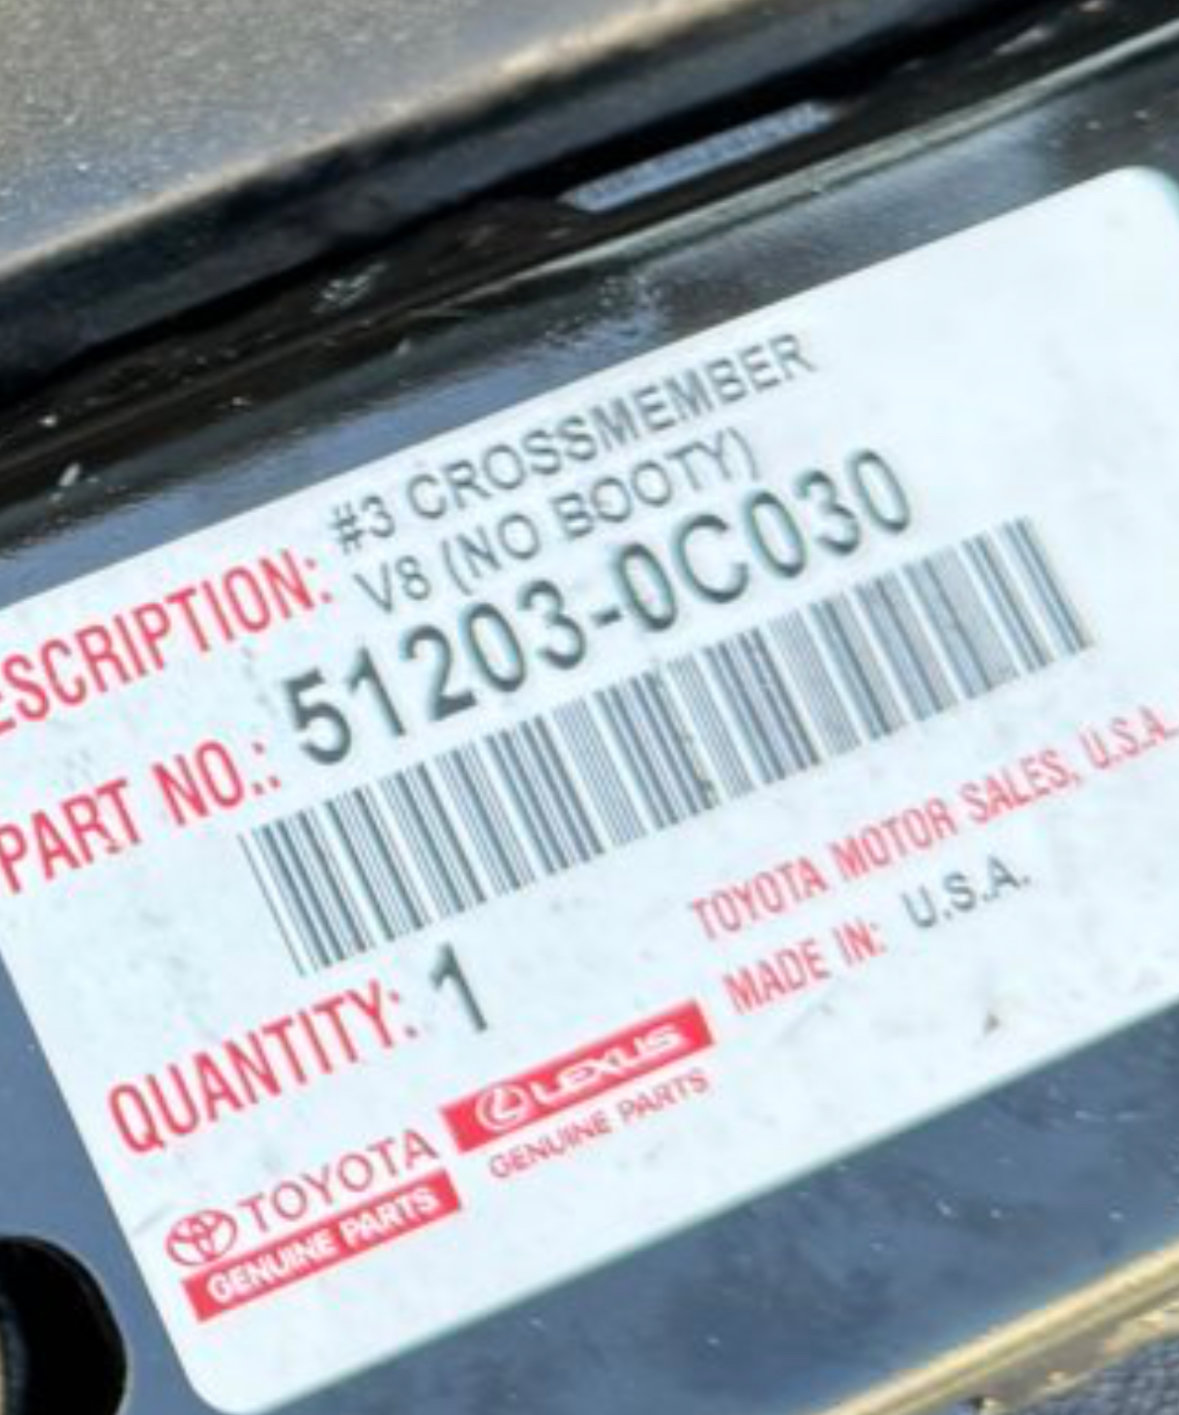 #3 CROSSMEMBER
ESCRIPTION: V8 (NO BOOTY)
PART NO.: 51203-0C030
QUANTITY: 1
TOYOTA MOTOR SALES, U.S.A.
MADE IN: U.S.A.
LEXUS
GENUINE PARTS
TOYOTA
GENUINE PARTS